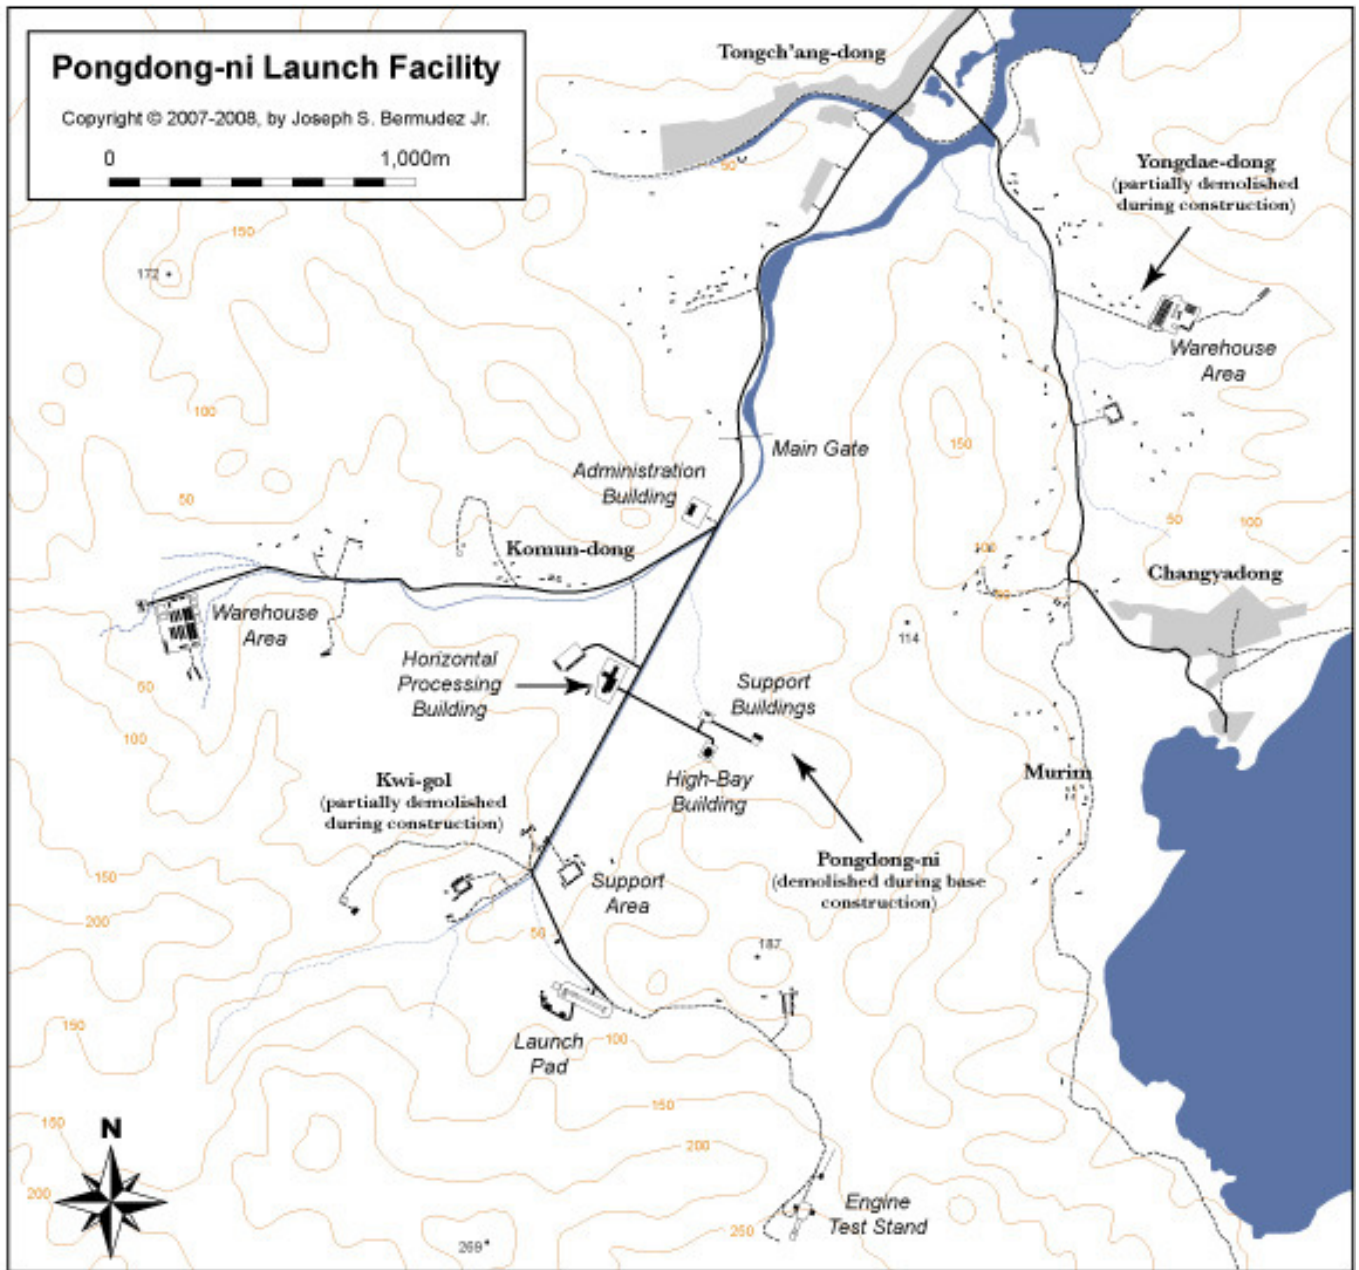 Pongdong-ni Launch Facility
Copyright © 2007-2008, by Joseph S. Bermudez Jr.
0 1,000m
Tongch'ang-dong
50
Yongdae-dong
(partially demolished
during construction)
150
172
Warehouse
Area
100
150
Main Gate
Administration
Building
50
50
100
Komun-dong
100
Changyadong
50
Warehouse
Area
114
Horizontal
Processing
Building
Support
Buildings
50
100
High-Bay
Building
Murim
Kwi-gol
(partially demolished
during construction)
Pongdong-ni
(demolished during base
construction)
150
Support
Area
200
50
187
150
Launch
Pad
100
150
150
N
200
200
Engine
Test Stand
250
269